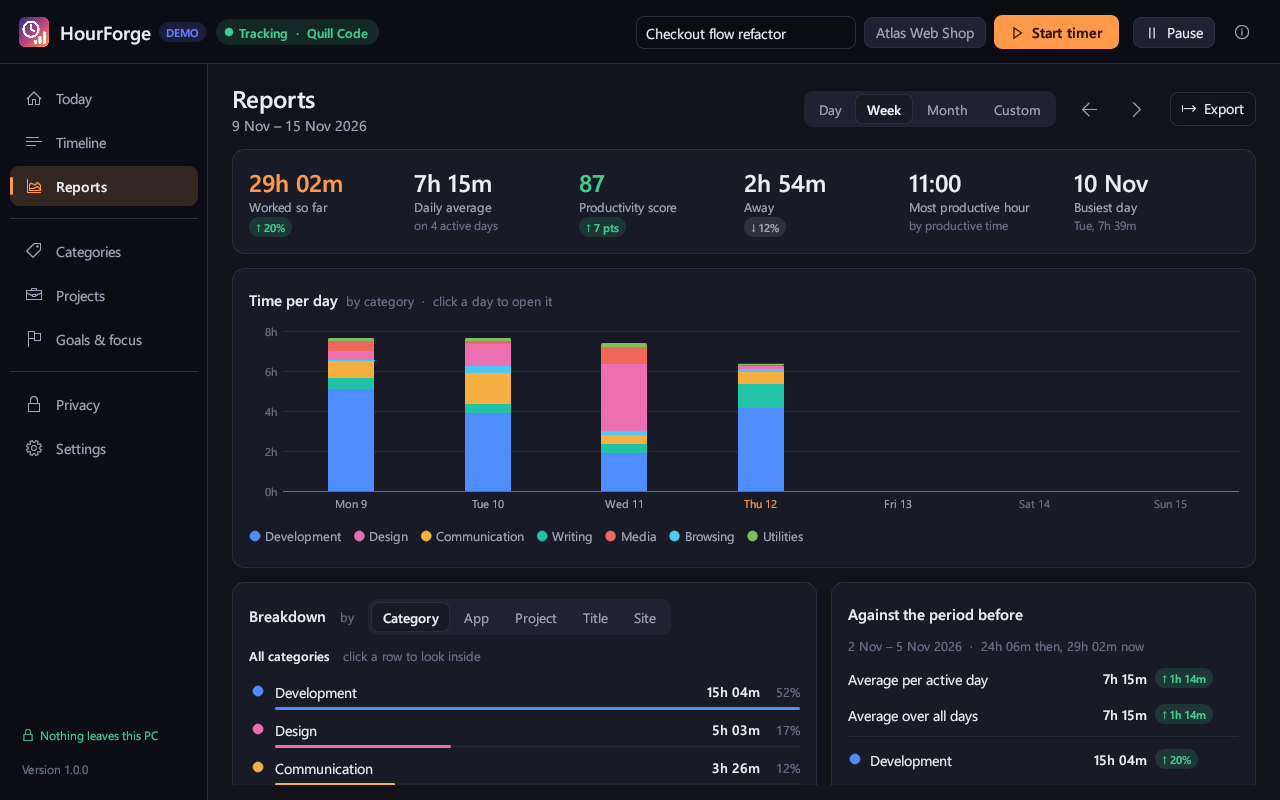 HourForge DEMO Tracking · Quill Code Checkout flow refactor Atlas Web Shop Start timer Pause
Today
Timeline
Reports
Categories
Projects
Goals & focus
Privacy
Settings
Nothing leaves this PC
Version 1.0.0
Reports
9 Nov – 15 Nov 2026
Day Week Month Custom Export
29h 02m 7h 15m 87 2h 54m 11:00 10 Nov
Worked so far Daily average Productivity score Away Most productive hour Busiest day
↑ 20% on 4 active days ↑ 7 pts ↓ 12% by productive time Tue, 7h 39m
Time per day by category · click a day to open it
8h
6h
4h
2h
0h
Mon 9 Tue 10 Wed 11 Thu 12 Fri 13 Sat 14 Sun 15
Development Design Communication Writing Media Browsing Utilities
Breakdown by Category App Project Title Site
All categories click a row to look inside
Development 15h 04m 52%
Design 5h 03m 17%
Communication 3h 26m 12%
Against the period before
2 Nov – 5 Nov 2026 · 24h 06m then, 29h 02m now
Average per active day 7h 15m ↑ 1h 14m
Average over all days 7h 15m ↑ 1h 14m
Development 15h 04m ↑ 20%